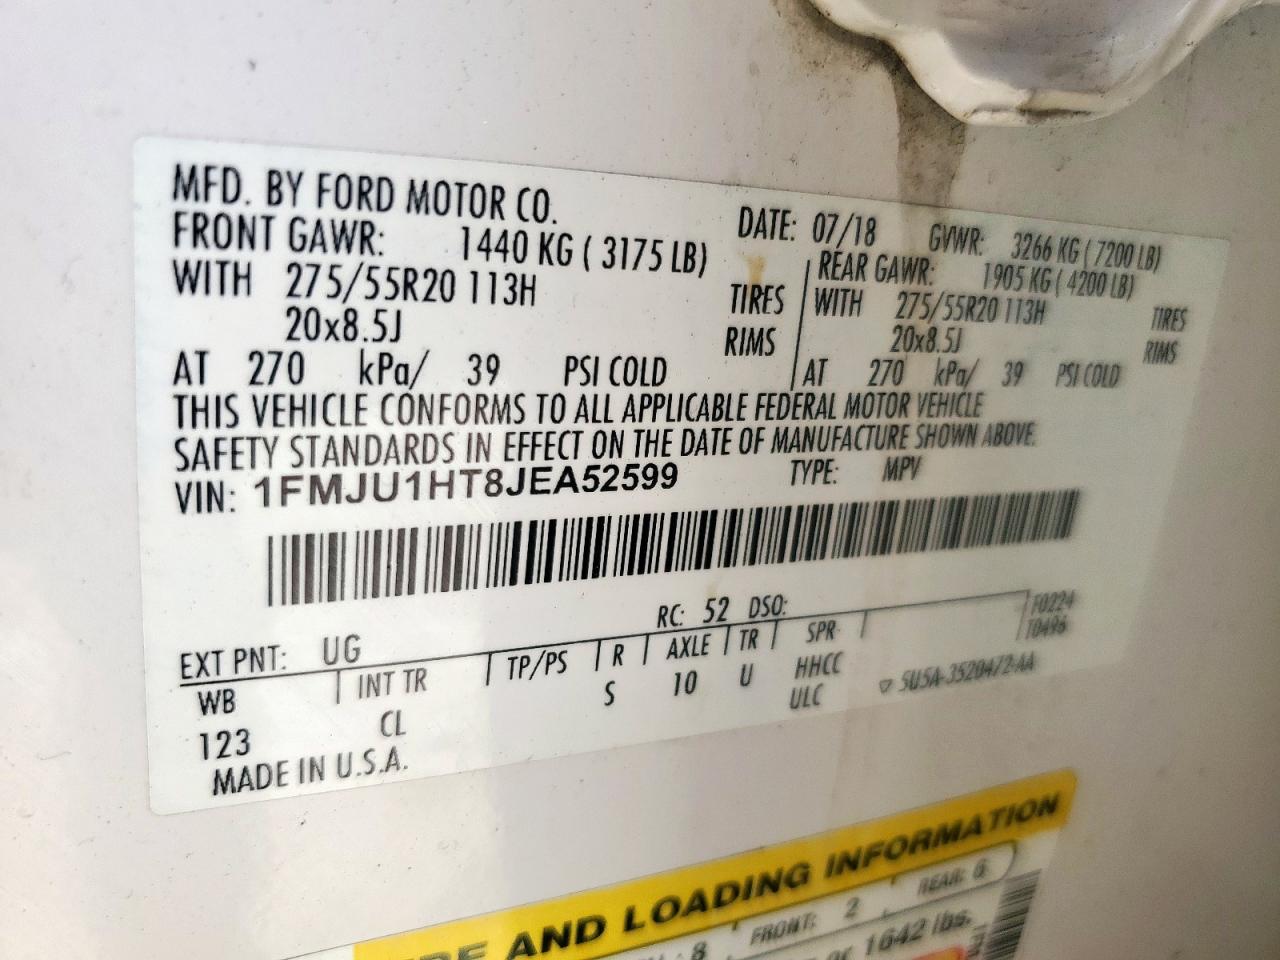 MFD. BY FORD MOTOR CO.
DATE: 07/18 GVWR: 3266 KG ( 7200 LB)
FRONT GAWR: 1440 KG ( 3175 LB) REAR GAWR: 1905 KG ( 4200 LB)
WITH 275/55R20 113H TIRES WITH 275/55R20 113H TIRES
20x8.5J RIMS 20x8.5J RIMS
AT 270 kPa/ 39 PSI COLD AT 270 kPa/ 39 PSI COLD
THIS VEHICLE CONFORMS TO ALL APPLICABLE FEDERAL MOTOR VEHICLE
SAFETY STANDARDS IN EFFECT ON THE DATE OF MANUFACTURE SHOWN ABOVE.
VIN: 1FMJU1HT8JEA52599 TYPE: MPV
EXT PNT: UG RC: 52 DSO: F0224
T0496
WB INT TR TP/PS R AXLE TR SPR
123 CL S 10 U HHCC
ULC ▽ 5U5A-3520472-AA
MADE IN U.S.A.
AND LOADING INFORMATION
8 FRONT: 2 REAR: 6
1642 lbs.